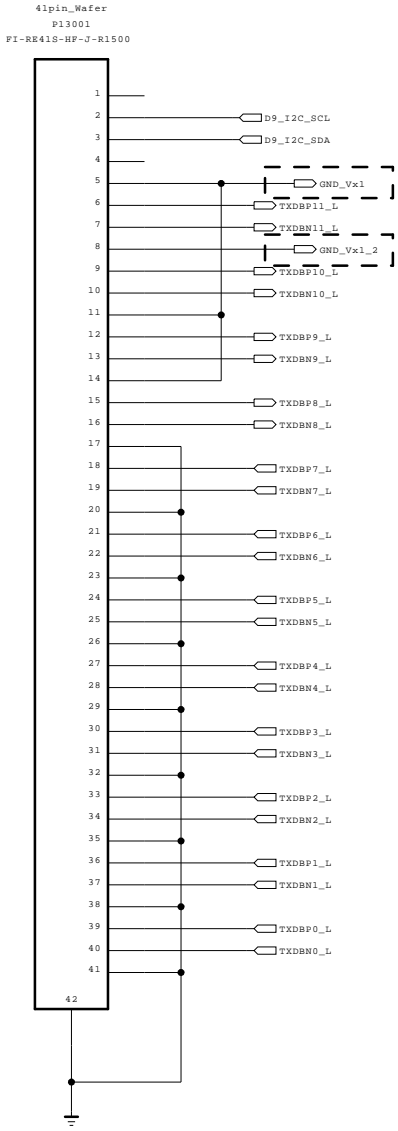 41pin_Wafer
P13001
FI-RE41S-HF-J-R1500
1
2 D9_I2C_SCL
3 D9_I2C_SDA
4
5 GND_Vx1
6 TXDBP11_L
7 TXDBN11_L
8 GND_Vx1_2
9 TXDBP10_L
10 TXDBN10_L
11
12 TXDBP9_L
13 TXDBN9_L
14
15 TXDBP8_L
16 TXDBN8_L
17
18 TXDBP7_L
19 TXDBN7_L
20
21 TXDBP6_L
22 TXDBN6_L
23
24 TXDBP5_L
25 TXDBN5_L
26
27 TXDBP4_L
28 TXDBN4_L
29
30 TXDBP3_L
31 TXDBN3_L
32
33 TXDBP2_L
34 TXDBN2_L
35
36 TXDBP1_L
37 TXDBN1_L
38
39 TXDBP0_L
40 TXDBN0_L
41
42